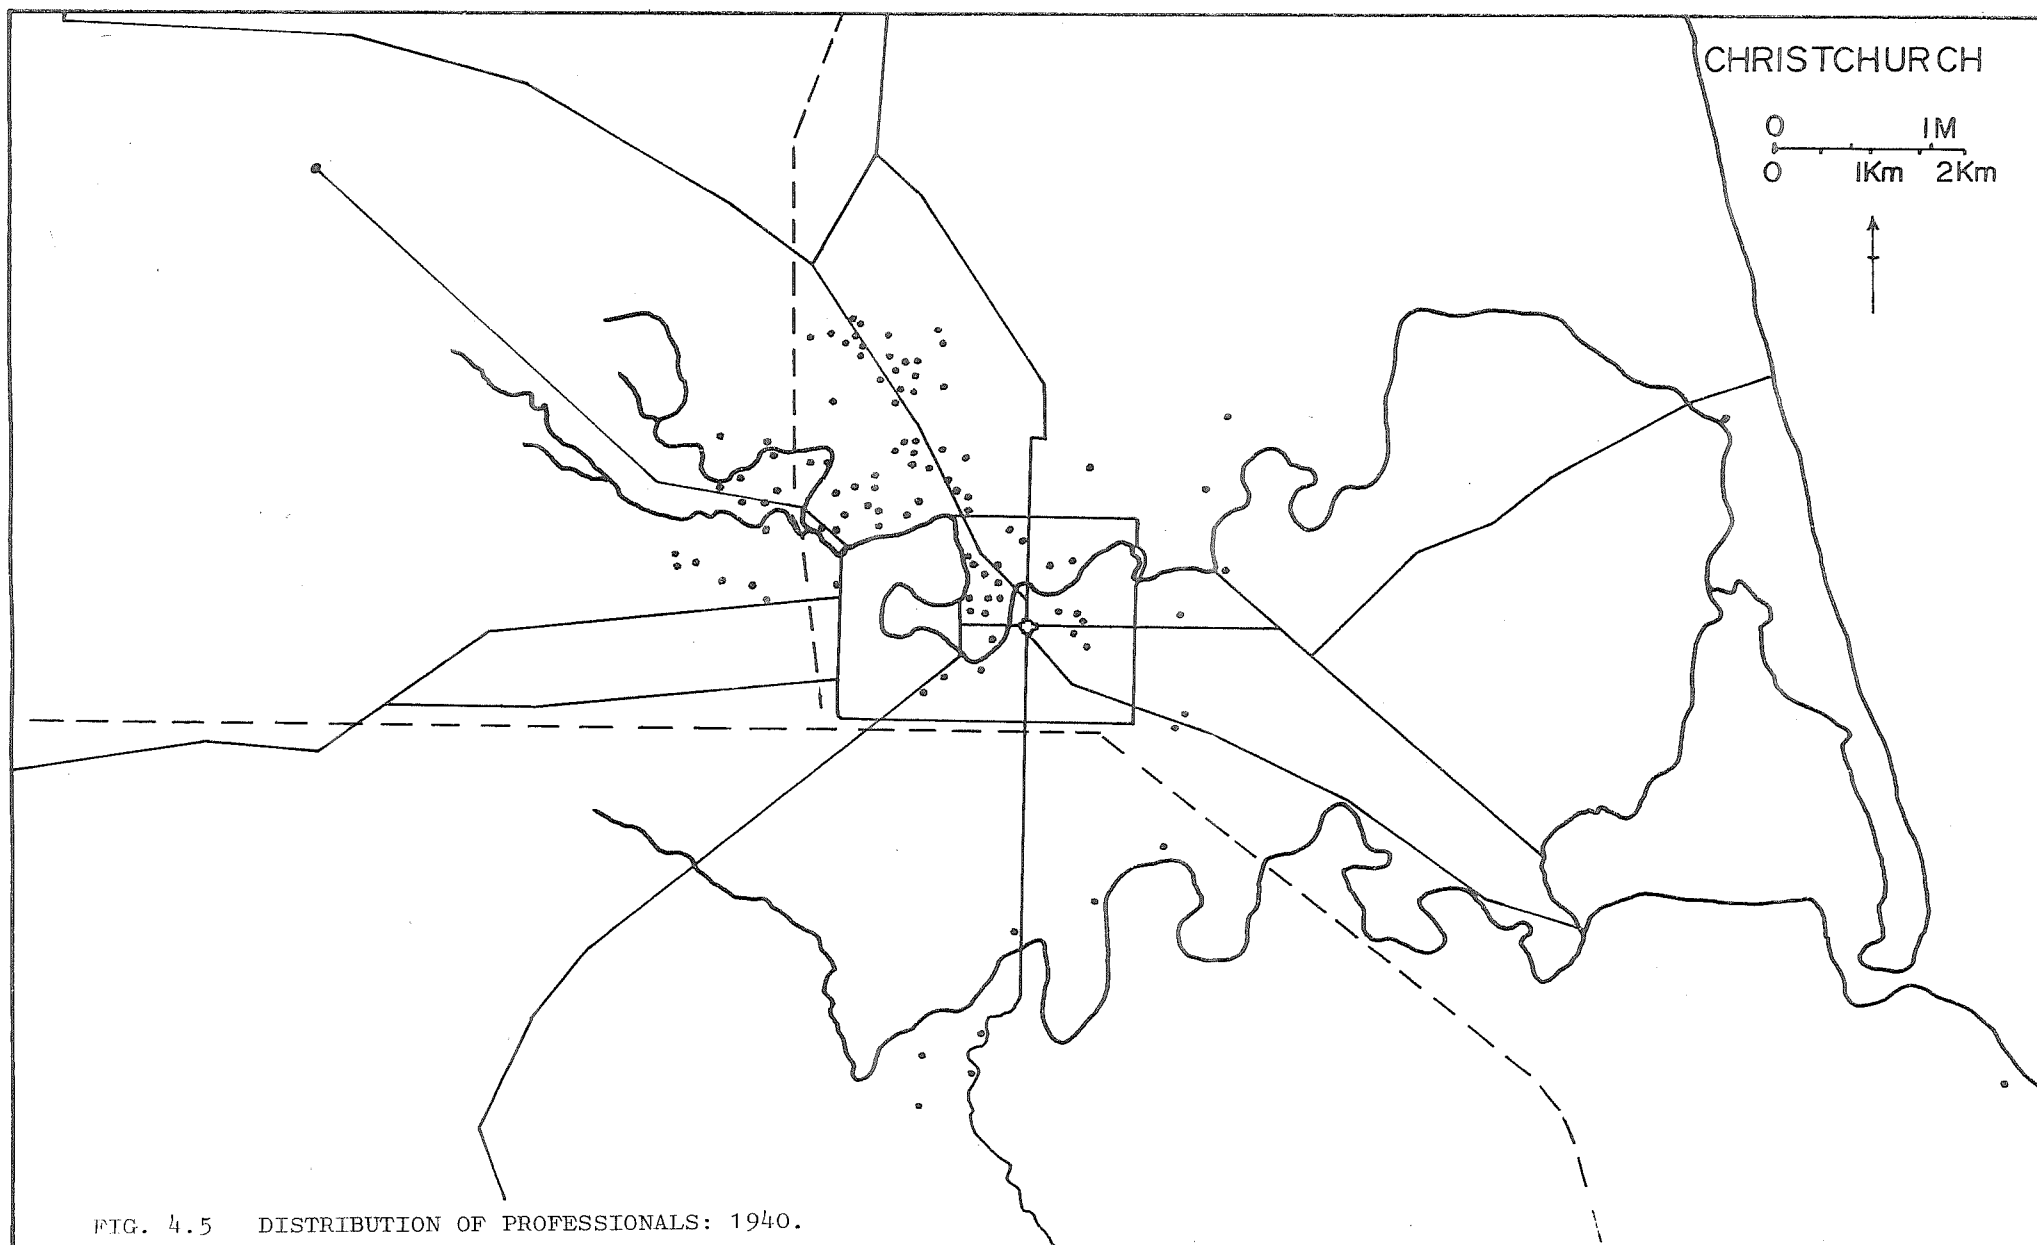 CHRISTCHURCH
0 1M
0 1Km 2Km
FIG. 4.5 DISTRIBUTION OF PROFESSIONALS: 1940.